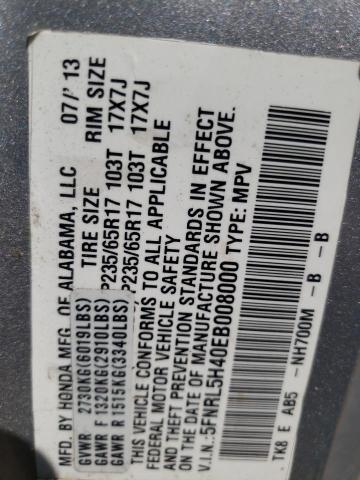 MFD. BY HONDA MFG. OF ALABAMA, LLC 07/13
TIRE SIZE RIM SIZE
GVWR 2730KG(6019LBS)
GAWR F 1320KG(2910LBS) P235/65R17 103T 17X7J
GAWR R 1515KG(3340LBS) P235/65R17 103T 17X7J
THIS VEHICLE CONFORMS TO ALL APPLICABLE
FEDERAL MOTOR VEHICLE SAFETY
AND THEFT PREVENTION STANDARDS IN EFFECT
ON THE DATE OF MANUFACTURE SHOWN ABOVE.
V.I.N.:5FNRL5H40EB008000 TYPE: MPV
TK8 E AB5 -NH700M - B - B